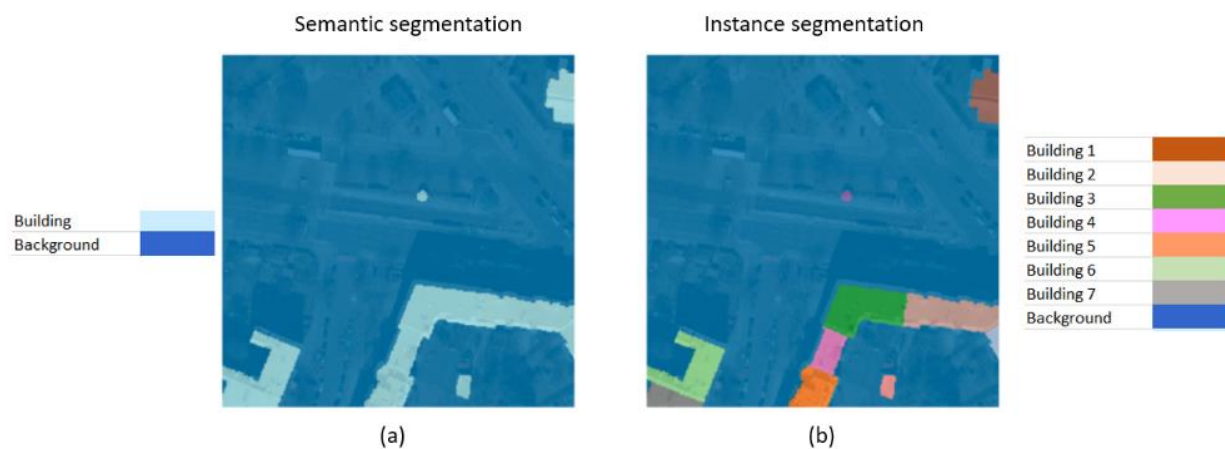 Semantic segmentation
Instance segmentation
Building
Background
Building 1
Building 2
Building 3
Building 4
Building 5
Building 6
Building 7
Background
(a)
(b)